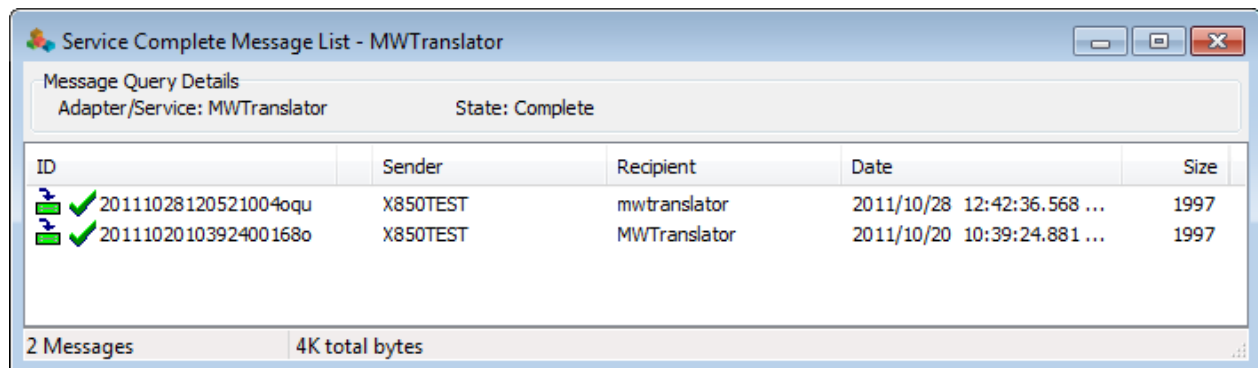 Service Complete Message List - MWTranslator
Message Query Details
Adapter/Service: MWTranslator State: Complete
ID Sender Recipient Date Size
20111028120521004oqu X850TEST mwtranslator 2011/10/28 12:42:36.568 ... 1997
2011102010392400168o X850TEST MWTranslator 2011/10/20 10:39:24.881 ... 1997
2 Messages 4K total bytes